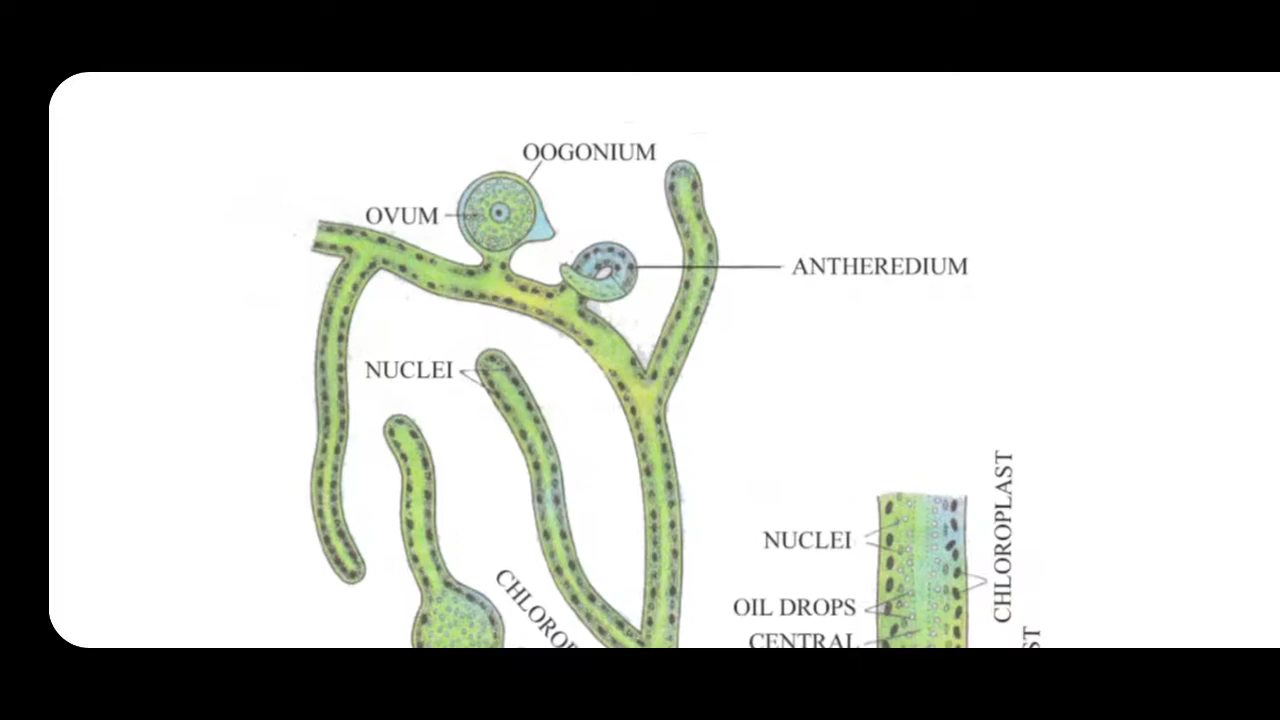 OOGONIUM
OVUM
ANTHEREDIUM
NUCLEI
CHLOROPLAST
NUCLEI
OIL DROPS
CENTRAL